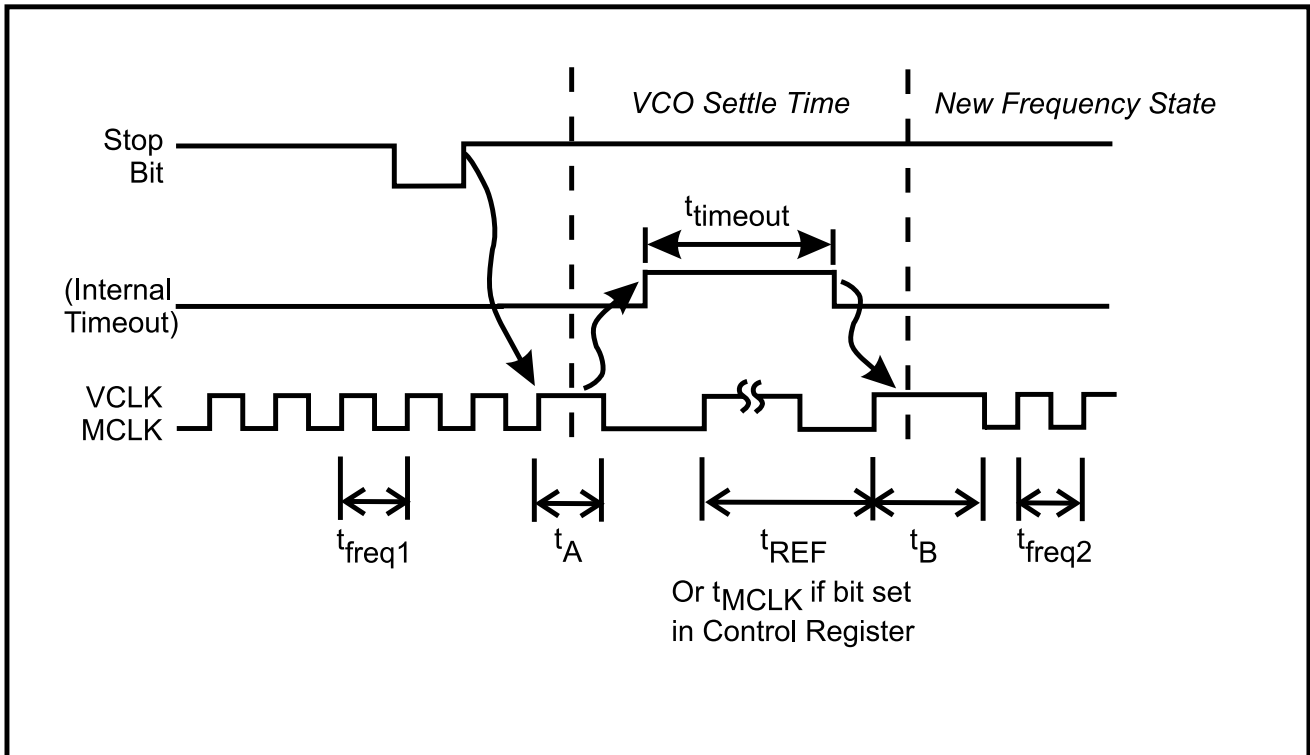 VCO Settle Time
New Frequency State
Stop
Bit
ttimeout
(Internal
Timeout)
VCLK
MCLK
tfreq1
tA
tREF
tB
tfreq2
Or tMCLK if bit set
in Control Register